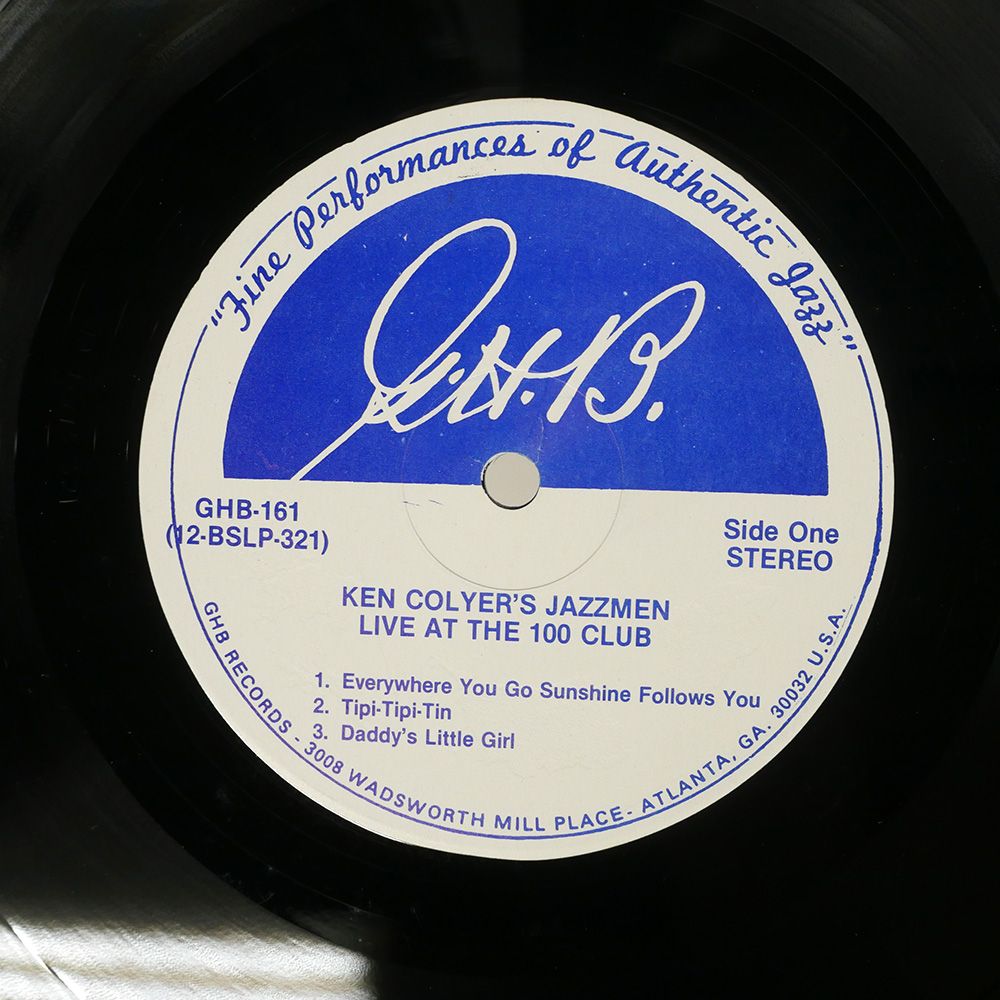 "Fine Performances of Authentic Jazz"
G.H.B.
GHB-161
(12-BSLP-321)
Side One
STEREO
KEN COLYER'S JAZZMEN
LIVE AT THE 100 CLUB
1. Everywhere You Go Sunshine Follows You
2. Tipi-Tipi-Tin
3. Daddy's Little Girl
GHB RECORDS - 3008 WADSWORTH MILL PLACE- ATLANTA, GA. 30032 U.S.A.